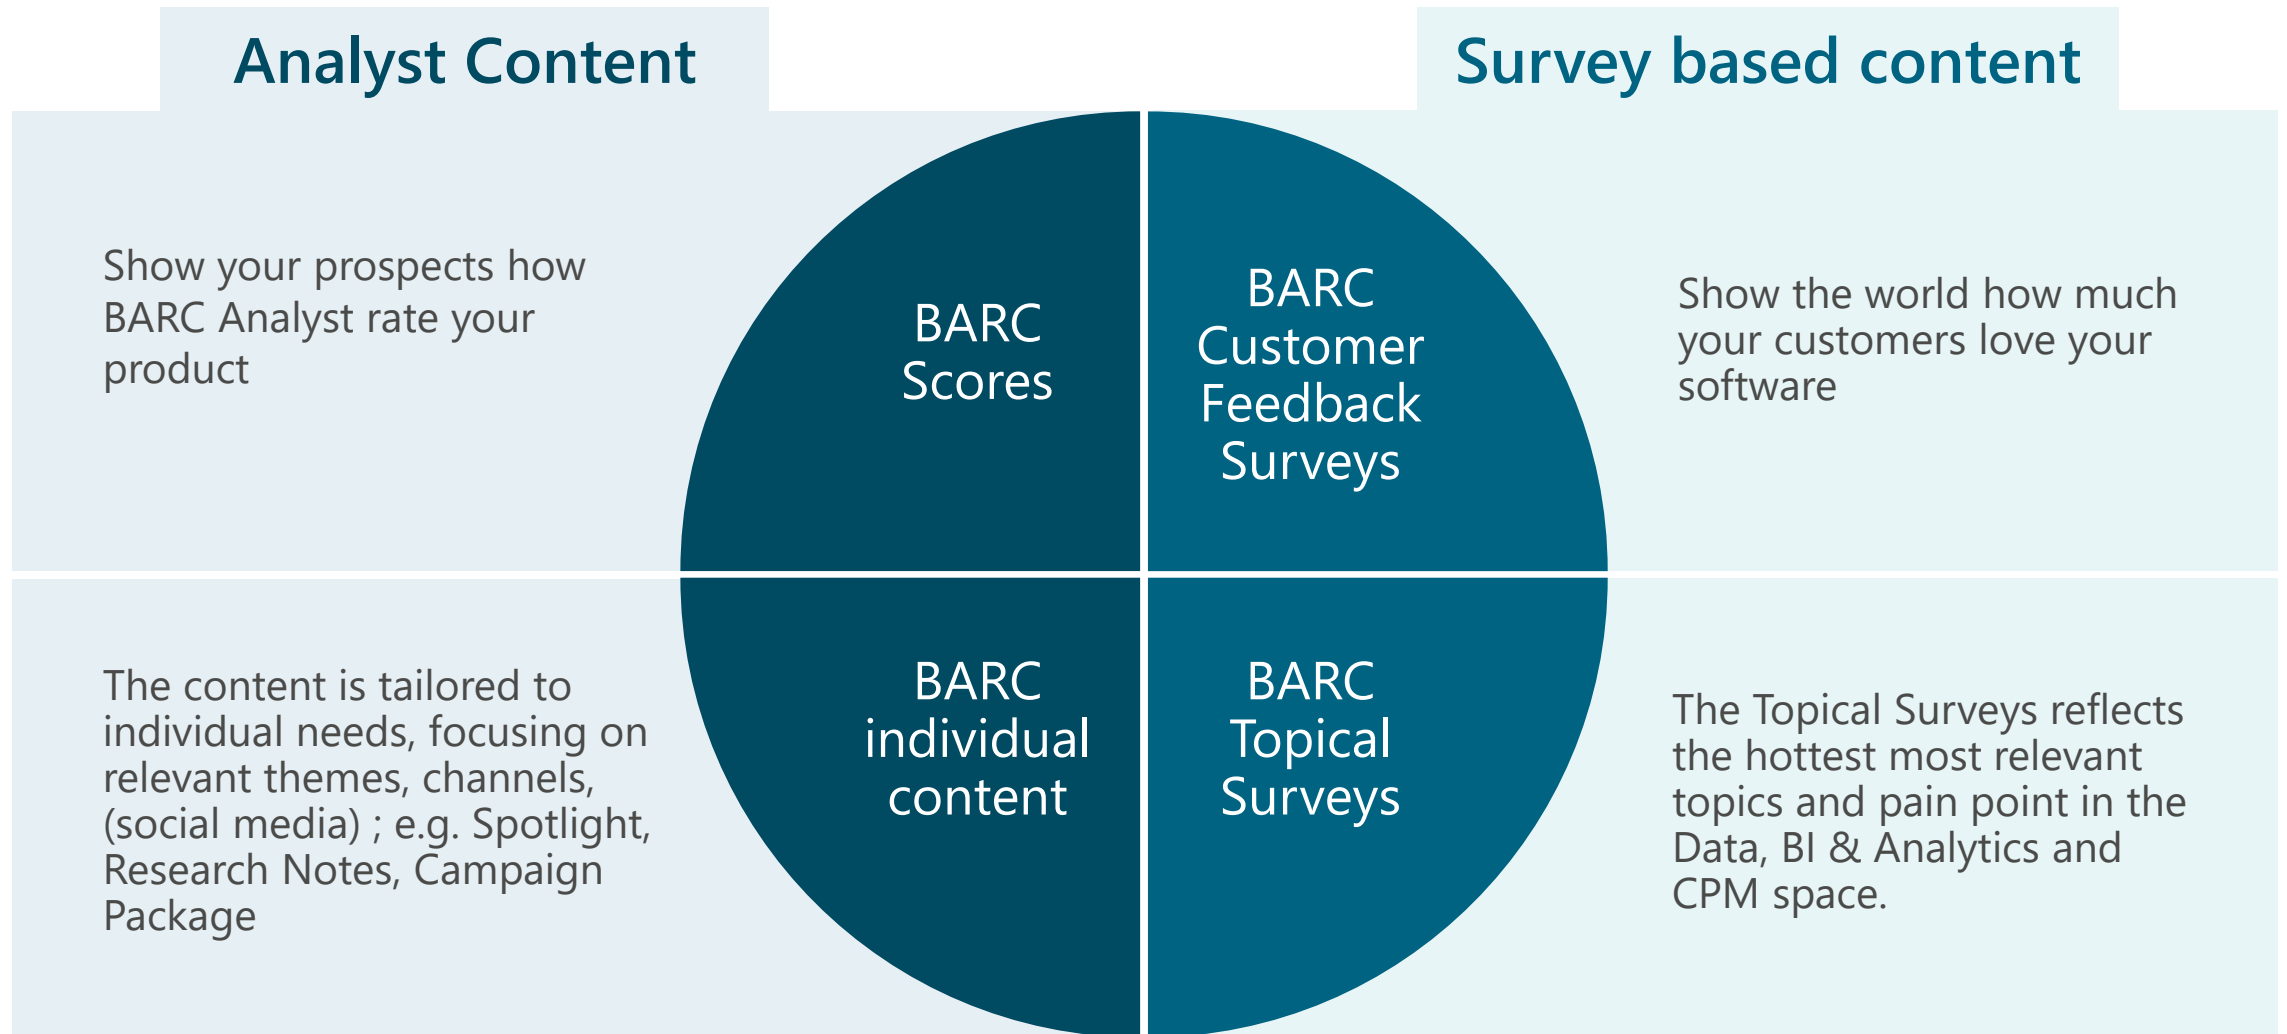 Analyst Content
Survey based content
Show your prospects how
BARC Analyst rate your
product
BARC
Scores
BARC
Customer
Feedback
Surveys
Show the world how much
your customers love your
software
The content is tailored to
individual needs, focusing on
relevant themes, channels,
(social media) ; e.g. Spotlight,
Research Notes, Campaign
Package
BARC
individual
content
BARC
Topical
Surveys
The Topical Surveys reflects
the hottest most relevant
topics and pain point in the
Data, BI & Analytics and
CPM space.